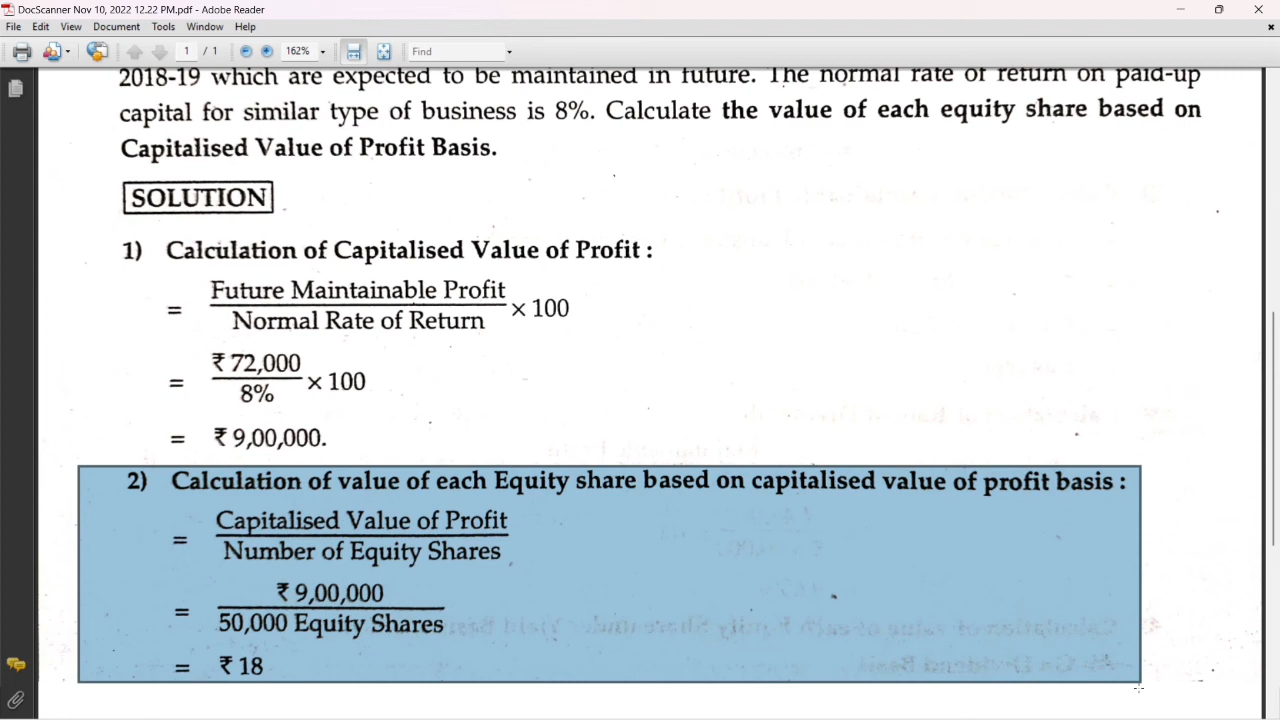 DocScanner Nov 10, 2022 12.22 PM.pdf - Adobe Reader
File Edit View Document Tools Window Help
1 / 1 162% Find
2018-19 which are expected to be maintained in future. The normal rate of return on paid-up
capital for similar type of business is 8%. Calculate the value of each equity share based on
Capitalised Value of Profit Basis.
SOLUTION
1) Calculation of Capitalised Value of Profit :
= Future Maintainable Profit
Normal Rate of Return × 100
= ₹ 72,000
8% × 100
= ₹ 9,00,000.
2) Calculation of value of each Equity share based on capitalised value of profit basis :
= Capitalised Value of Profit
Number of Equity Shares
= ₹ 9,00,000
50,000 Equity Shares
= ₹ 18